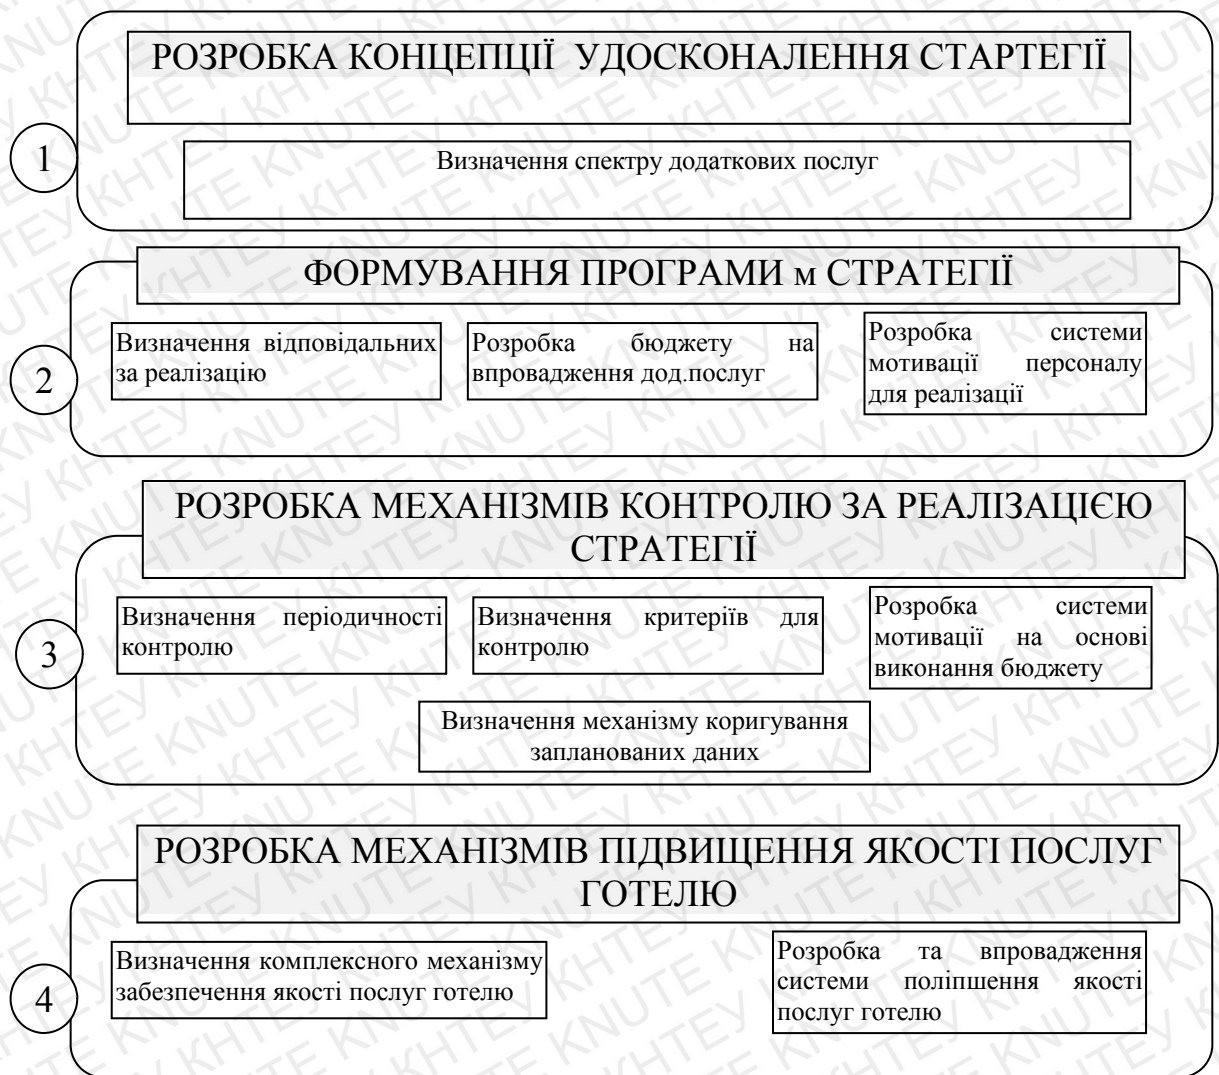 РОЗРОБКА КОНЦЕПЦІЇ УДОСКОНАЛЕННЯ СТАРТЕГІЇ
1
Визначення спектру додаткових послуг
ФОРМУВАННЯ ПРОГРАМИ м СТРАТЕГІЇ
2
Визначення відповідальних
за реалізацію
Розробка бюджету на
впровадження дод.послуг
Розробка системи
мотивації персоналу
для реалізації
РОЗРОБКА МЕХАНІЗМІВ КОНТРОЛЮ ЗА РЕАЛІЗАЦІЄЮ
СТРАТЕГІЇ
3
Визначення періодичності
контролю
Визначення критеріїв для
контролю
Розробка системи
мотивації на основі
виконання бюджету
Визначення механізму коригування
запланованих даних
РОЗРОБКА МЕХАНІЗМІВ ПІДВИЩЕННЯ ЯКОСТІ ПОСЛУГ
ГОТЕЛЮ
4
Визначення комплексного механізму
забезпечення якості послуг готелю
Розробка та впровадження
системи поліпшення якості
послуг готелю